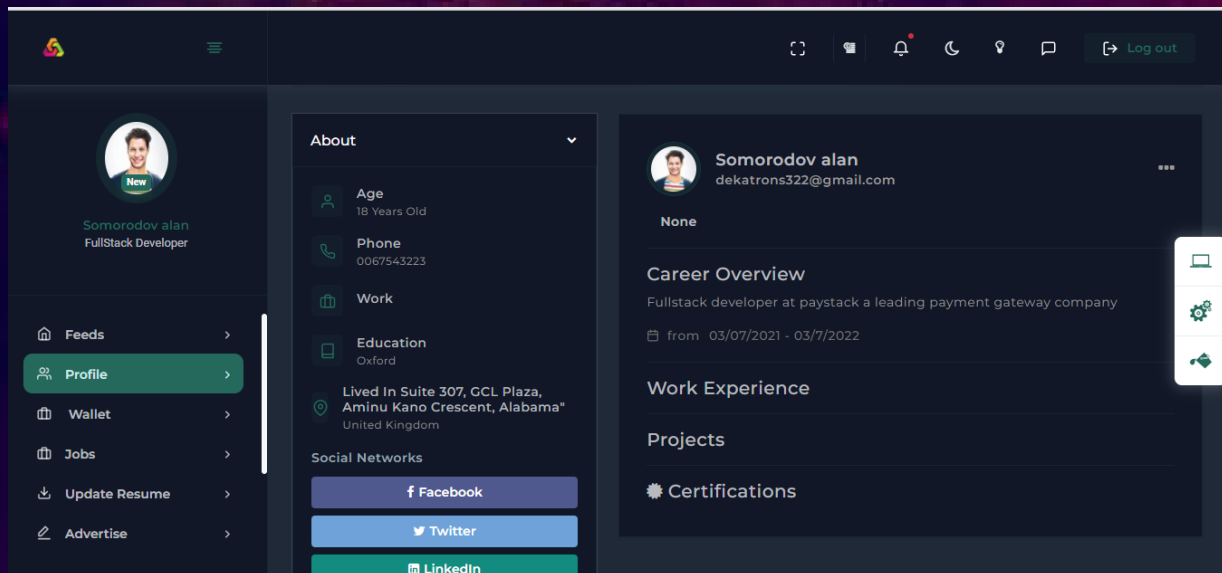 Log out
New
Somorodov alan
FullStack Developer
Feeds
Profile
Wallet
Jobs
Update Resume
Advertise
About
Age
18 Years Old
Phone
0067543223
Work
Education
Oxford
Lived In Suite 307, GCL Plaza,
Aminu Kano Crescent, Alabama"
United Kingdom
Social Networks
Facebook
Twitter
LinkedIn
Somorodov alan
dekatrons322@gmail.com
None
Career Overview
Fullstack developer at paystack a leading payment gateway company
from 03/07/2021 - 03/7/2022
Work Experience
Projects
Certifications